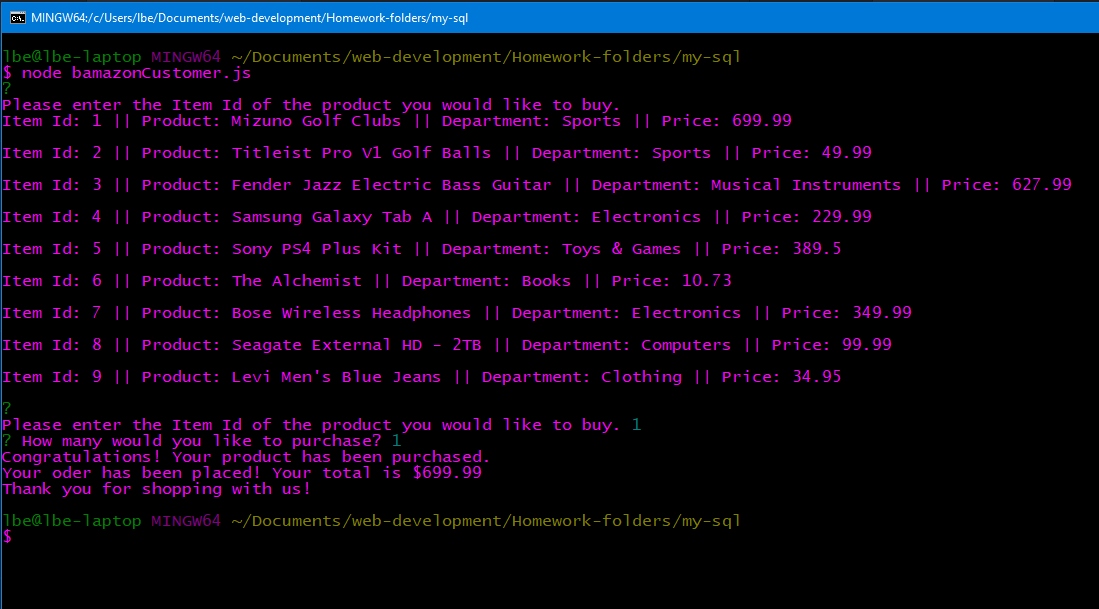 MINGW64:/c/Users/lbe/Documents/web-development/Homework-folders/my-sql
lbe@lbe-laptop MINGW64 ~/Documents/web-development/Homework-folders/my-sql
$ node bamazonCustomer.js
?
Please enter the Item Id of the product you would like to buy.
Item Id: 1 || Product: Mizuno Golf Clubs || Department: Sports || Price: 699.99
Item Id: 2 || Product: Titleist Pro V1 Golf Balls || Department: Sports || Price: 49.99
Item Id: 3 || Product: Fender Jazz Electric Bass Guitar || Department: Musical Instruments || Price: 627.99
Item Id: 4 || Product: Samsung Galaxy Tab A || Department: Electronics || Price: 229.99
Item Id: 5 || Product: Sony PS4 Plus Kit || Department: Toys & Games || Price: 389.5
Item Id: 6 || Product: The Alchemist || Department: Books || Price: 10.73
Item Id: 7 || Product: Bose Wireless Headphones || Department: Electronics || Price: 349.99
Item Id: 8 || Product: Seagate External HD - 2TB || Department: Computers || Price: 99.99
Item Id: 9 || Product: Levi Men's Blue Jeans || Department: Clothing || Price: 34.95
?
Please enter the Item Id of the product you would like to buy. 1
? How many would you like to purchase? 1
Congratulations! Your product has been purchased.
Your oder has been placed! Your total is $699.99
Thank you for shopping with us!
lbe@lbe-laptop MINGW64 ~/Documents/web-development/Homework-folders/my-sql
$